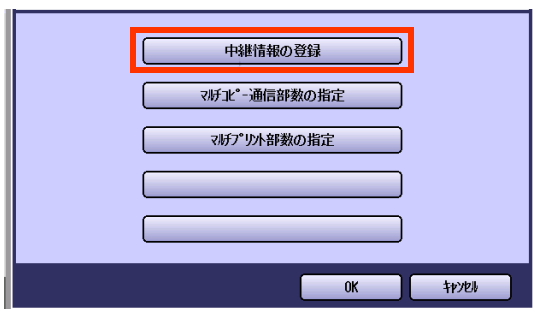 中継情報の登録
ﾏﾙﾁｺﾋﾟｰ通信部数の指定
ﾏﾙﾁﾌﾟﾘﾝﾄ部数の指定
OK
ｷｬﾝｾﾙ